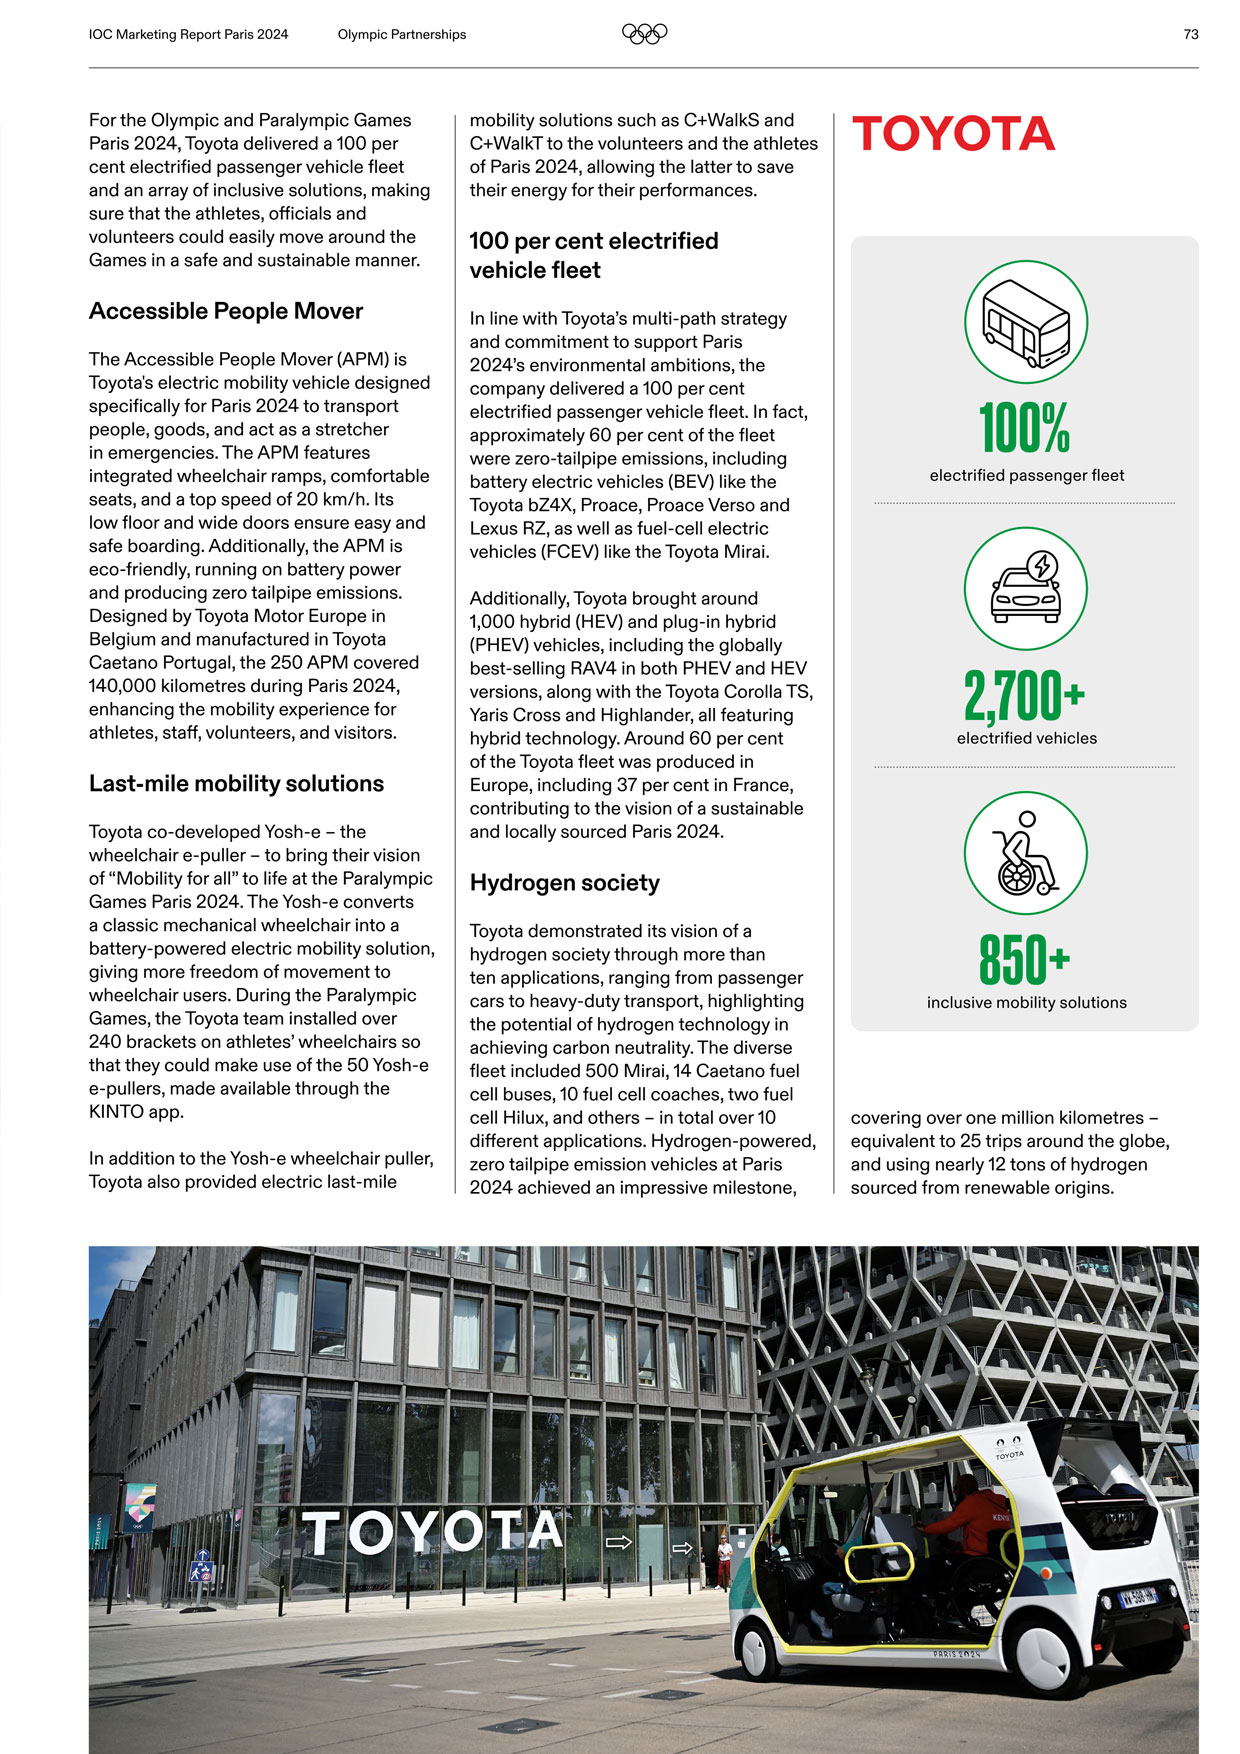 IOC Marketing Report Paris 2024
Olympic Partnerships
73
For the Olympic and Paralympic Games
Paris 2024, Toyota delivered a 100 per
cent electrified passenger vehicle fleet
and an array of inclusive solutions, making
sure that the athletes, officials and
volunteers could easily move around the
Games in a safe and sustainable manner.
Accessible People Mover
The Accessible People Mover (APM) is
Toyota's electric mobility vehicle designed
specifically for Paris 2024 to transport
people, goods, and act as a stretcher
in emergencies. The APM features
integrated wheelchair ramps, comfortable
seats, and a top speed of 20 km/h. Its
low floor and wide doors ensure easy and
safe boarding. Additionally, the APM is
eco-friendly, running on battery power
and producing zero tailpipe emissions.
Designed by Toyota Motor Europe in
Belgium and manufactured in Toyota
Caetano Portugal, the 250 APM covered
140,000 kilometres during Paris 2024,
enhancing the mobility experience for
athletes, staff, volunteers, and visitors.
Last-mile mobility solutions
Toyota co-developed Yosh-e – the
wheelchair e-puller – to bring their vision
of “Mobility for all” to life at the Paralympic
Games Paris 2024. The Yosh-e converts
a classic mechanical wheelchair into a
battery-powered electric mobility solution,
giving more freedom of movement to
wheelchair users. During the Paralympic
Games, the Toyota team installed over
240 brackets on athletes’ wheelchairs so
that they could make use of the 50 Yosh-e
e-pullers, made available through the
KINTO app.
In addition to the Yosh-e wheelchair puller,
Toyota also provided electric last-mile
mobility solutions such as C+WalkS and
C+WalkT to the volunteers and the athletes
of Paris 2024, allowing the latter to save
their energy for their performances.
100 per cent electrified
vehicle fleet
In line with Toyota’s multi-path strategy
and commitment to support Paris
2024’s environmental ambitions, the
company delivered a 100 per cent
electrified passenger vehicle fleet. In fact,
approximately 60 per cent of the fleet
were zero-tailpipe emissions, including
battery electric vehicles (BEV) like the
Toyota bZ4X, Proace, Proace Verso and
Lexus RZ, as well as fuel-cell electric
vehicles (FCEV) like the Toyota Mirai.
Additionally, Toyota brought around
1,000 hybrid (HEV) and plug-in hybrid
(PHEV) vehicles, including the globally
best-selling RAV4 in both PHEV and HEV
versions, along with the Toyota Corolla TS,
Yaris Cross and Highlander, all featuring
hybrid technology. Around 60 per cent
of the Toyota fleet was produced in
Europe, including 37 per cent in France,
contributing to the vision of a sustainable
and locally sourced Paris 2024.
Hydrogen society
Toyota demonstrated its vision of a
hydrogen society through more than
ten applications, ranging from passenger
cars to heavy-duty transport, highlighting
the potential of hydrogen technology in
achieving carbon neutrality. The diverse
fleet included 500 Mirai, 14 Caetano fuel
cell buses, 10 fuel cell coaches, two fuel
cell Hilux, and others – in total over 10
different applications. Hydrogen-powered,
zero tailpipe emission vehicles at Paris
2024 achieved an impressive milestone,
TOYOTA
100%
electrified passenger fleet
2,700+
electrified vehicles
850+
inclusive mobility solutions
covering over one million kilometres –
equivalent to 25 trips around the globe,
and using nearly 12 tons of hydrogen
sourced from renewable origins.
TOYOTA
TOYOTA
TOYOTA
PARIS 2024